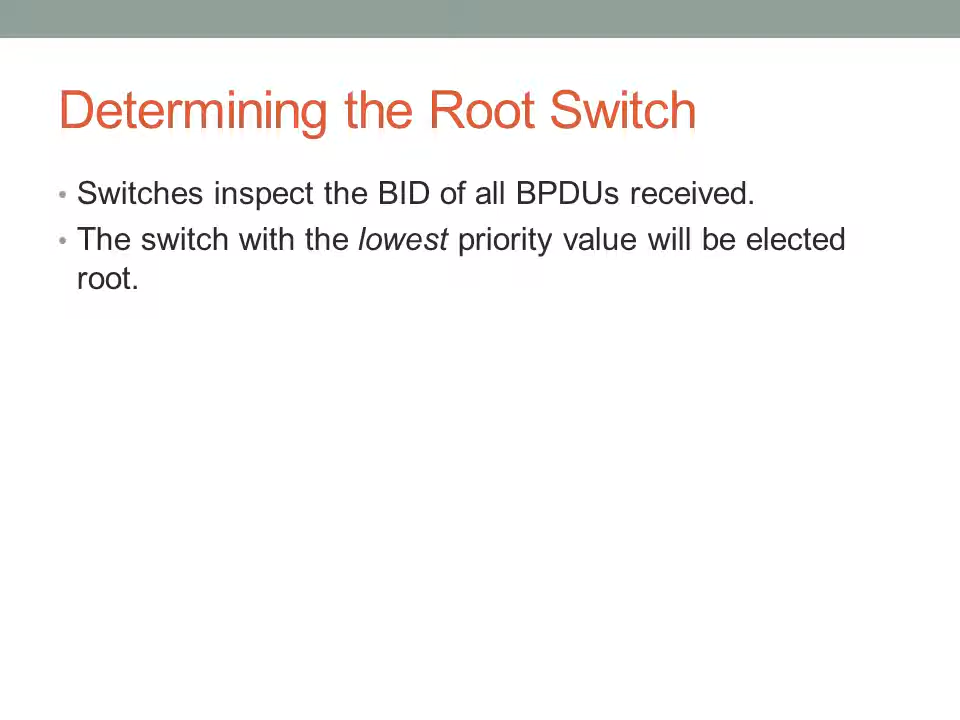 Determining the Root Switch
• Switches inspect the BID of all BPDUs received.
• The switch with the lowest priority value will be elected
root.